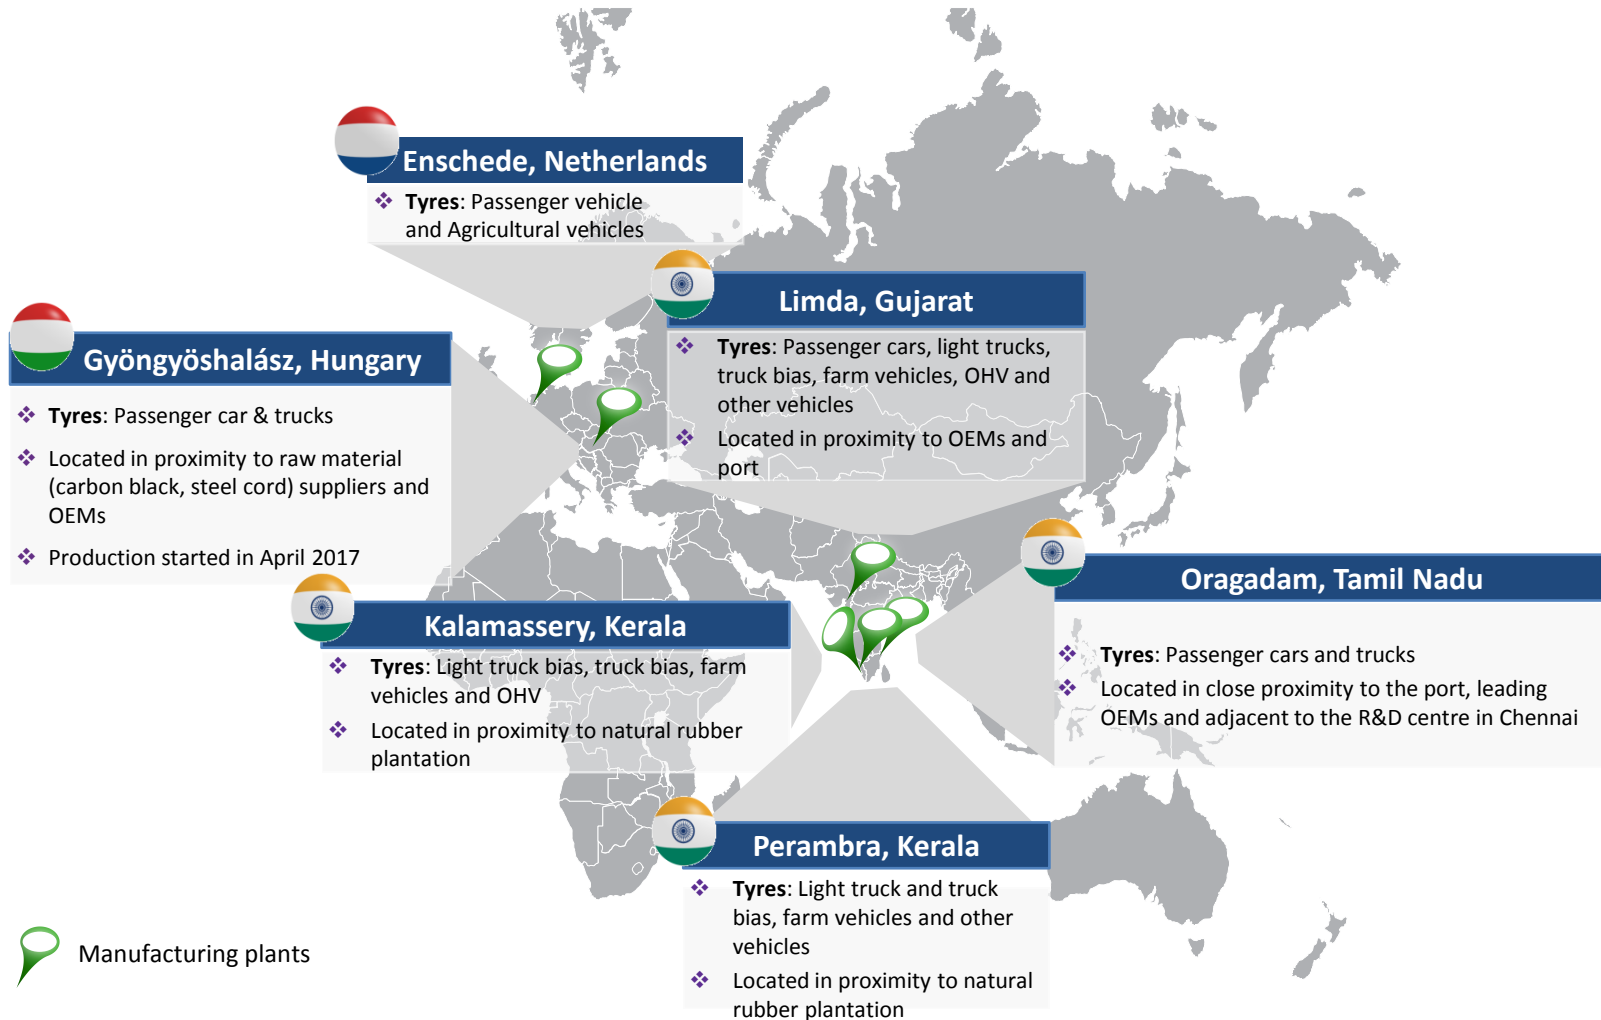 Enschede, Netherlands
Tyres: Passenger vehicle
and Agricultural vehicles
Limda, Gujarat
Tyres: Passenger cars, light trucks,
truck bias, farm vehicles, OHV and
other vehicles
Located in proximity to OEMs and
port
Gyöngyöshalász, Hungary
Tyres: Passenger car & trucks
Located in proximity to raw material
(carbon black, steel cord) suppliers and
OEMs
Production started in April 2017
Oragadam, Tamil Nadu
Tyres: Passenger cars and trucks
Located in close proximity to the port, leading
OEMs and adjacent to the R&D centre in Chennai
Kalamassery, Kerala
Tyres: Light truck bias, truck bias, farm
vehicles and OHV
Located in proximity to natural rubber
plantation
Perambra, Kerala
Tyres: Light truck and truck
bias, farm vehicles and other
vehicles
Located in proximity to natural
rubber plantation
Manufacturing plants